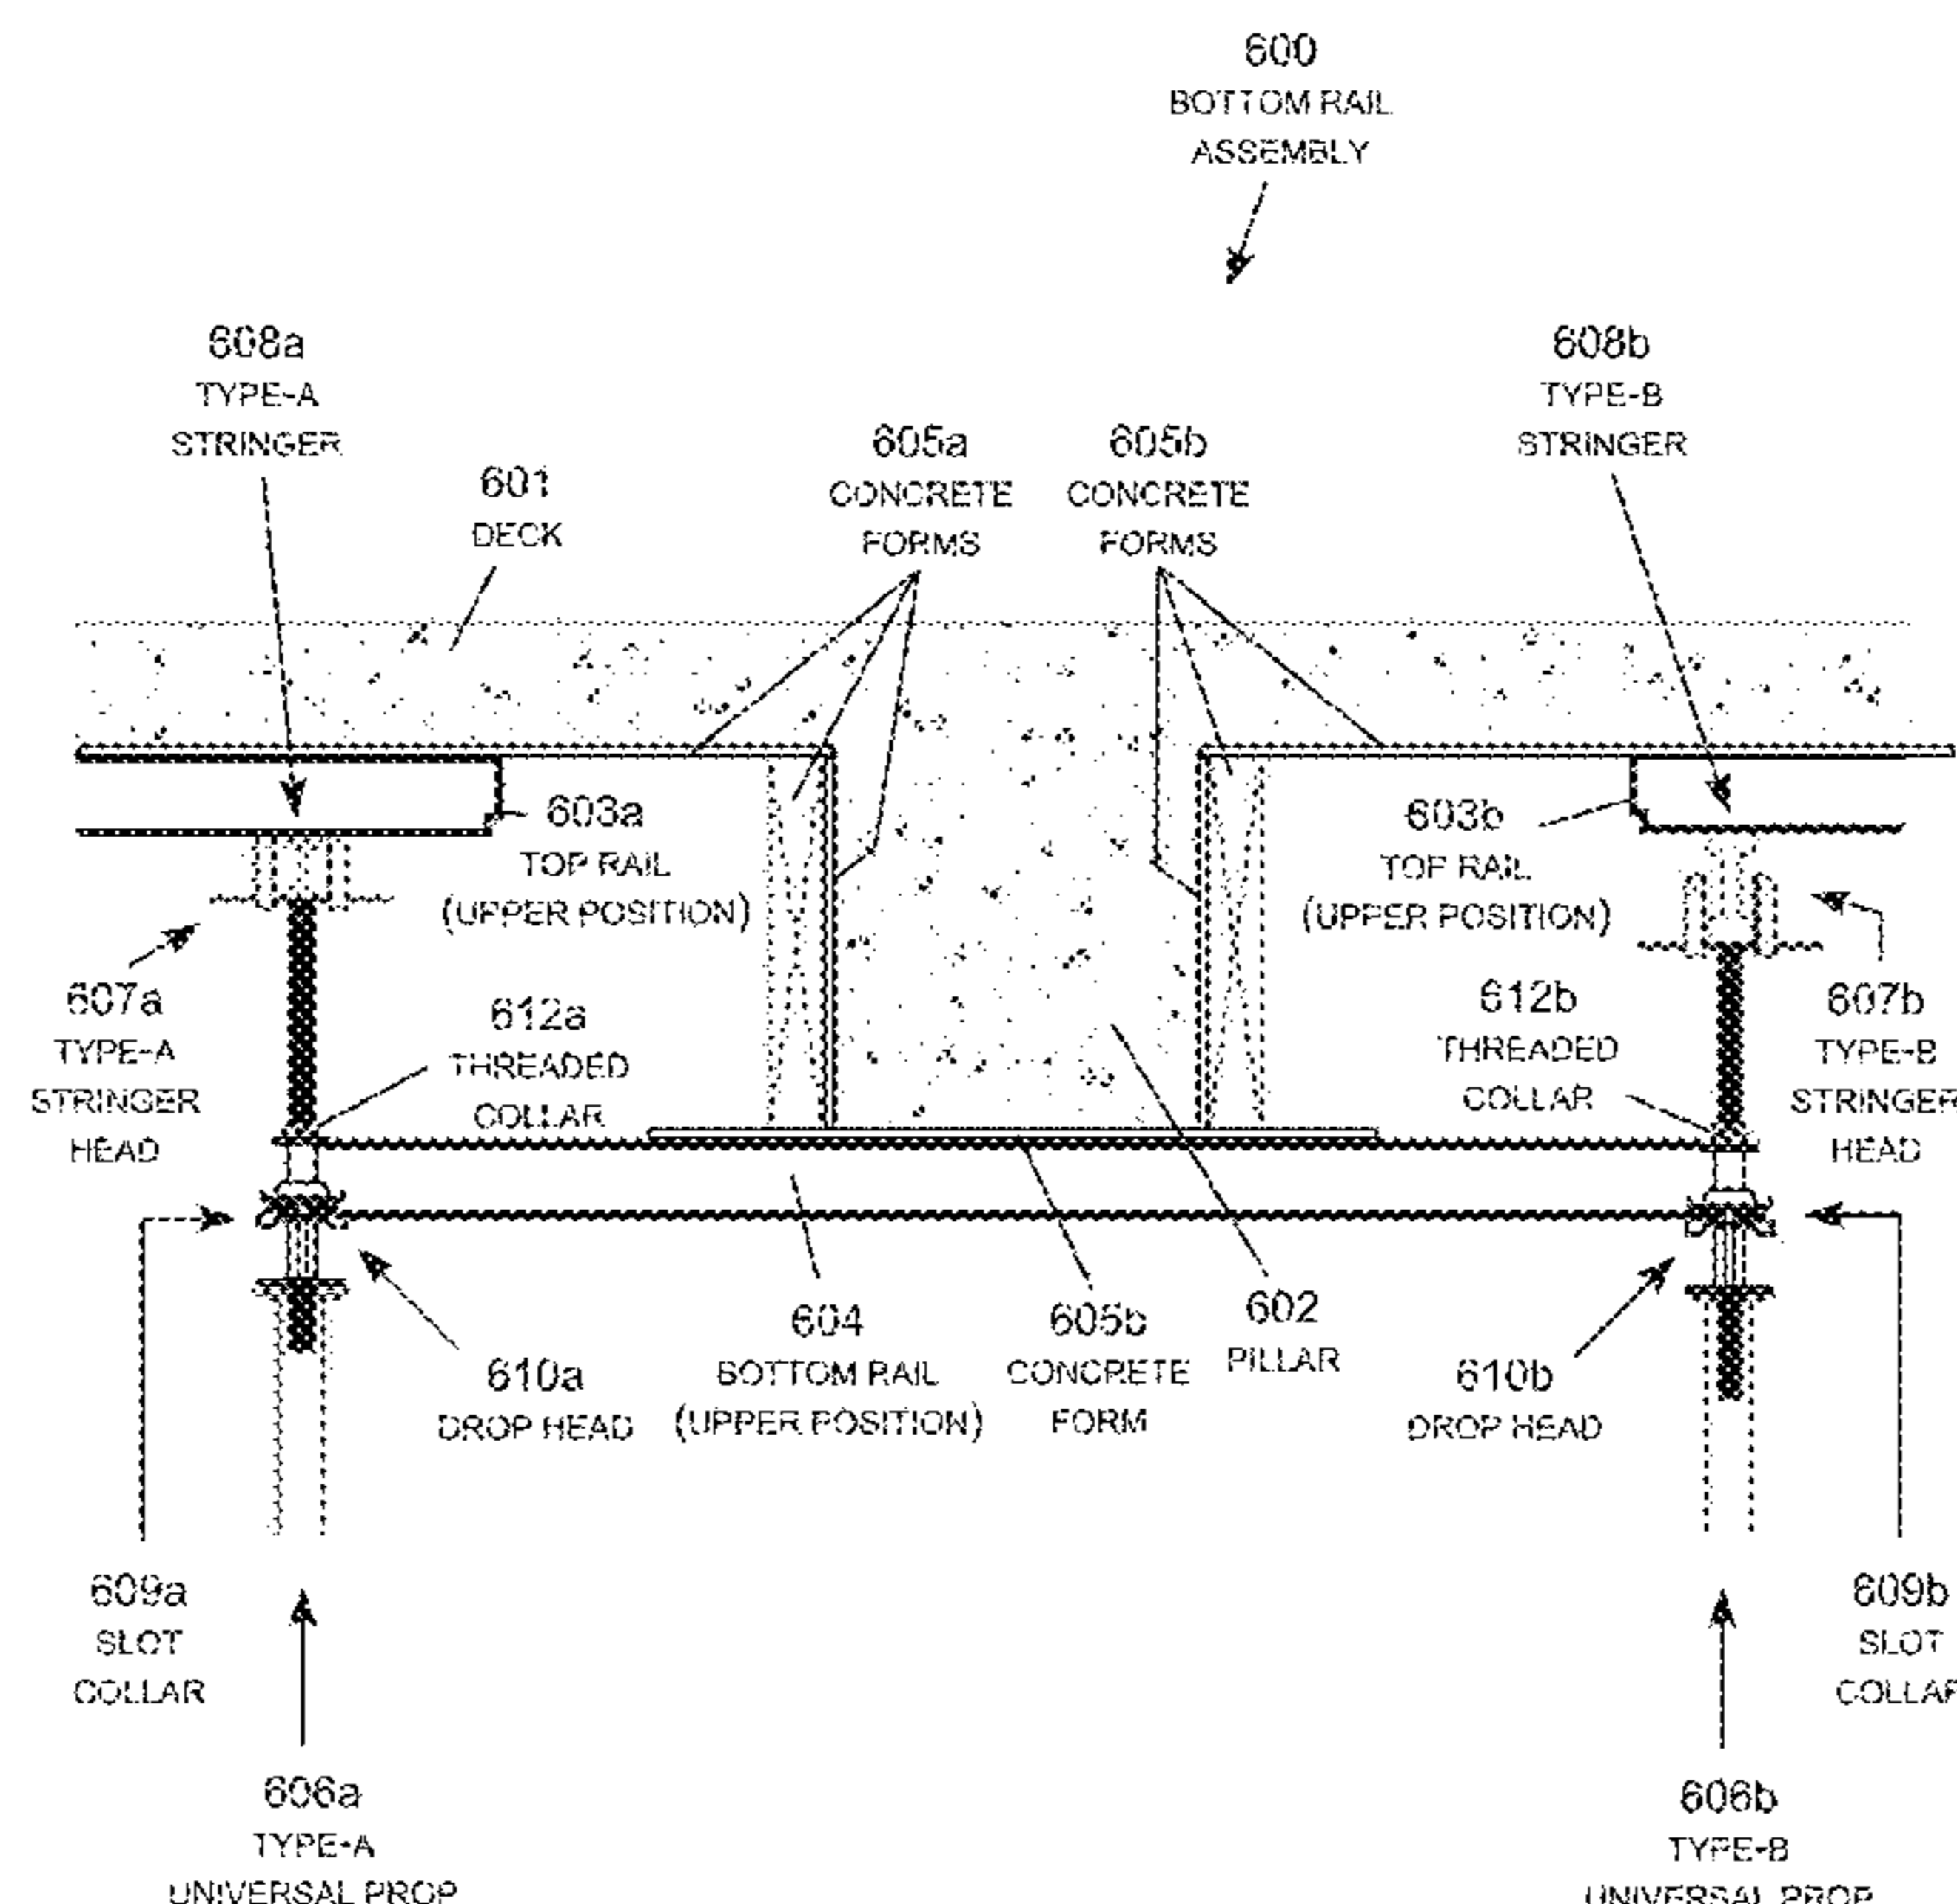 600
BOTTOM RAIL
ASSEMBLY
608a
TYPE-A
STRINGER
608b
TYPE-B
STRINGER
601
DECK
605a
CONCRETE
FORMS
605b
CONCRETE
FORMS
603a
TOP RAIL
(UPPER POSITION)
603b
TOP RAIL
(UPPER POSITION)
607a
TYPE-A
STRINGER
HEAD
612a
THREADED
COLLAR
612b
THREADED
COLLAR
607b
TYPE-B
STRINGER
HEAD
604
BOTTOM RAIL
(UPPER POSITION)
605b
CONCRETE
FORM
602
PILLAR
610a
DROP HEAD
610b
DROP HEAD
609a
SLOT
COLLAR
609b
SLOT
COLLAR
606a
TYPE-A
UNIVERSAL PROP
606b
TYPE-B
UNIVERSAL PROP